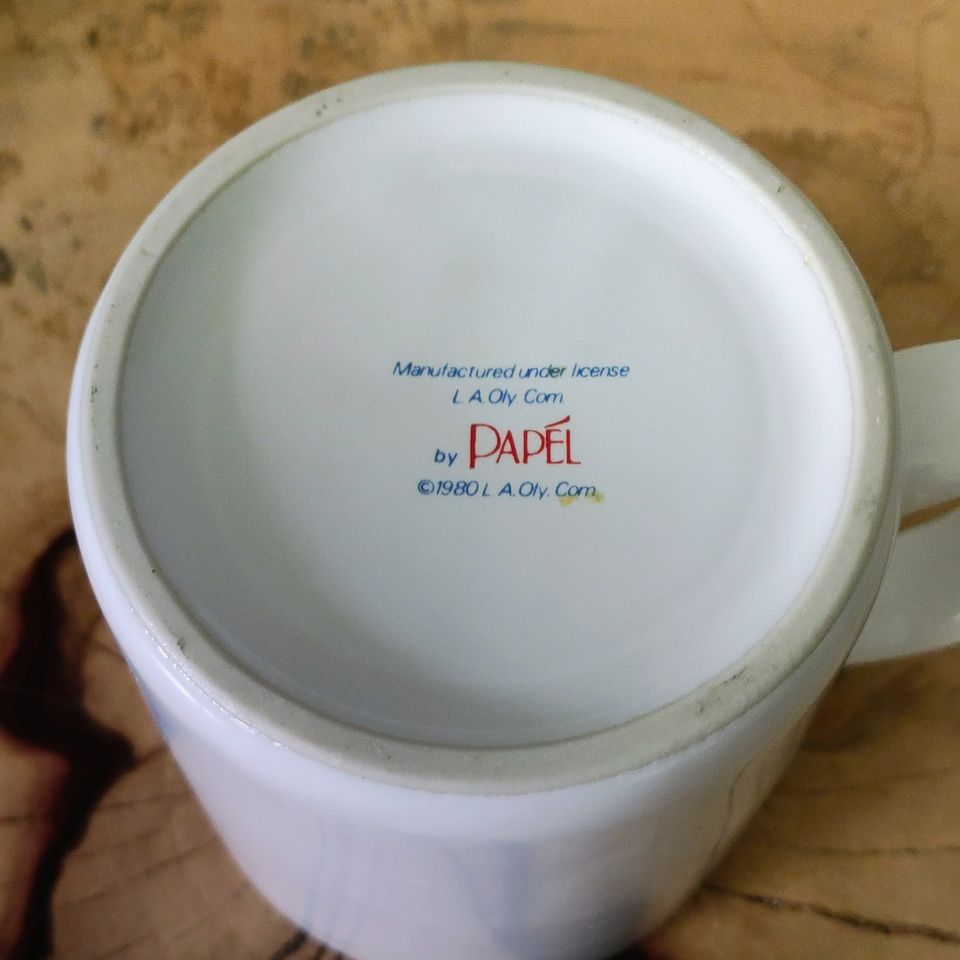 Manufactured under license
L.A. Oly. Com.
by PAPÉL
©1980 L.A. Oly. Com.